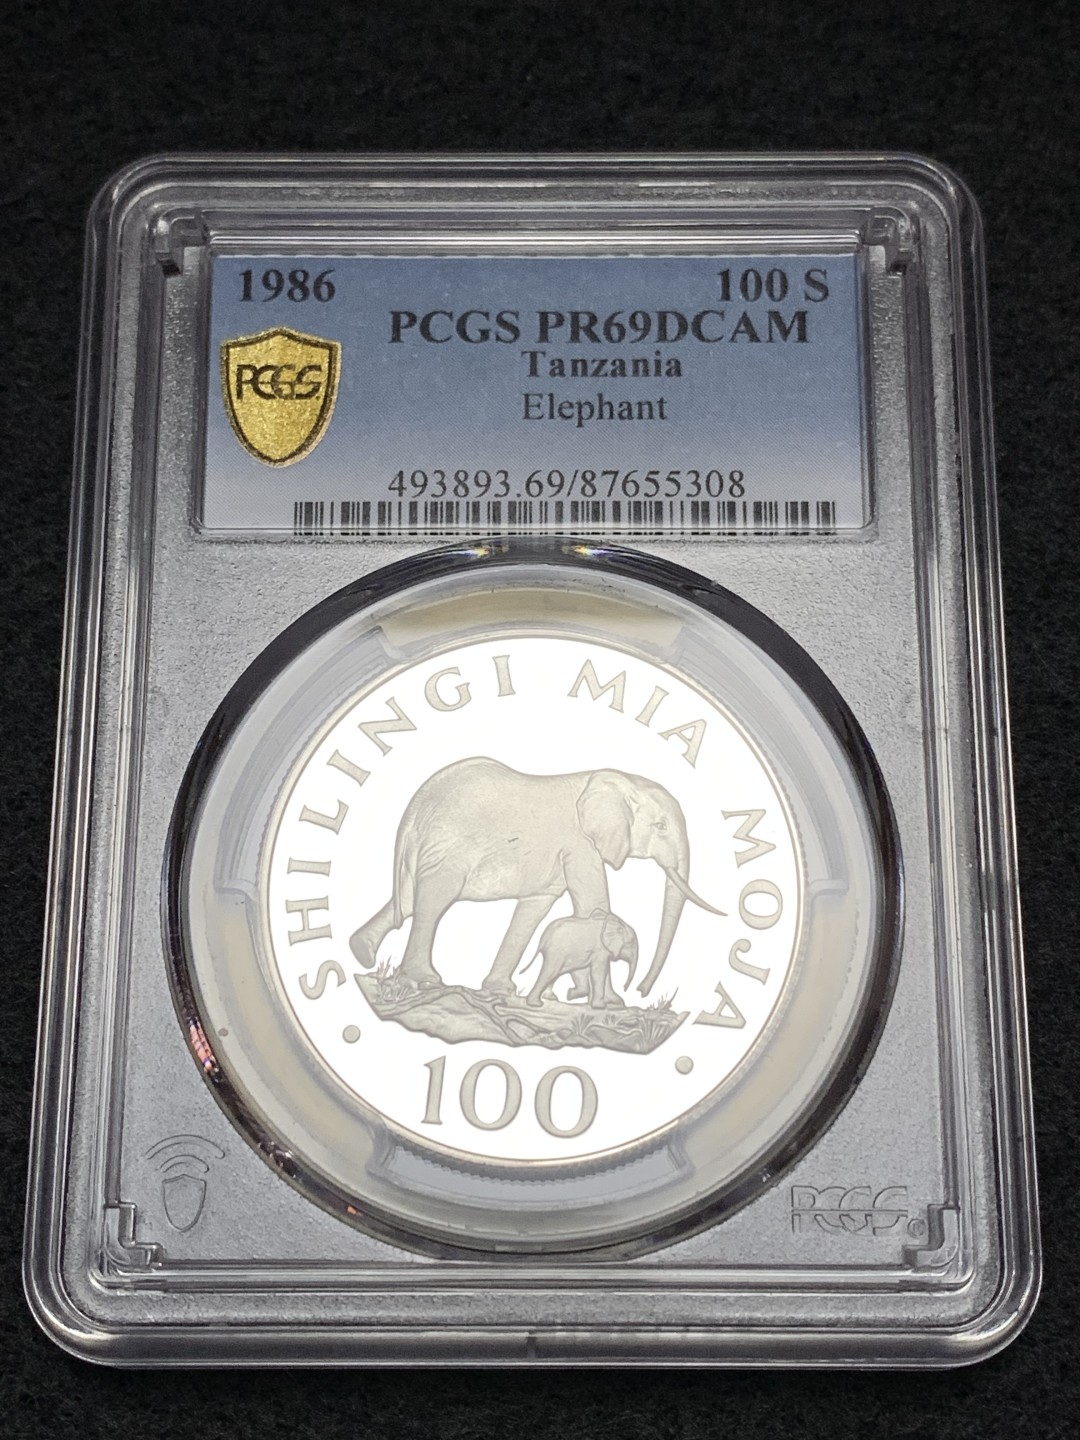 1986 100 S
PCGS PR69DCAM
Tanzania
PCGS
Elephant
493893.69/87655308
SHILINGI MIA MOJA
100
PCGS